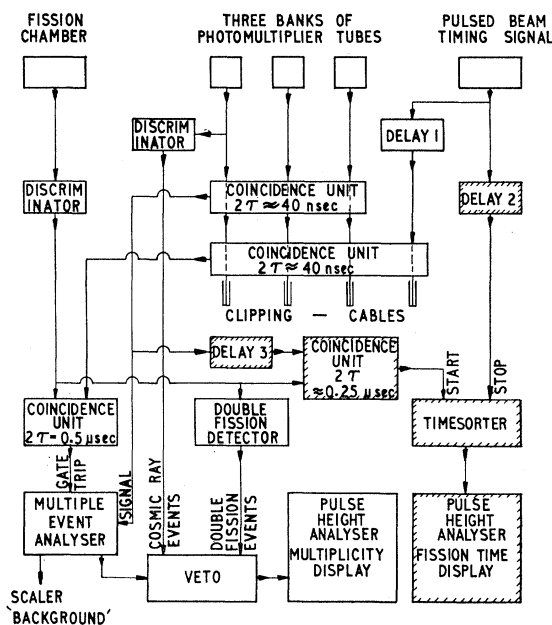 FISSION
CHAMBER
THREE BANKS OF
PHOTOMULTIPLIER TUBES
PULSED BEAM
TIMING SIGNAL
DISCRIM
INATOR
DELAY 1
DISCRIM
INATOR
COINCIDENCE UNIT
2τ ≈ 40 nsec
DELAY 2
COINCIDENCE UNIT
2τ ≈ 40 nsec
CLIPPING — CABLES
DELAY 3
COINCIDENCE
UNIT
2τ
≈0.25 μsec
START
STOP
COINCIDENCE
UNIT
2τ=0.5μsec
DOUBLE
FISSION
DETECTOR
TIMESORTER
GATE
TRIP
SIGNAL
COSMIC RAY
EVENTS
DOUBLE
FISSION
EVENTS
MULTIPLE
EVENT
ANALYSER
PULSE
HEIGHT
ANALYSER
MULTIPLICITY
DISPLAY
PULSE
HEIGHT
ANALYSER
FISSION TIME
DISPLAY
VETO
SCALER
'BACKGROUND'